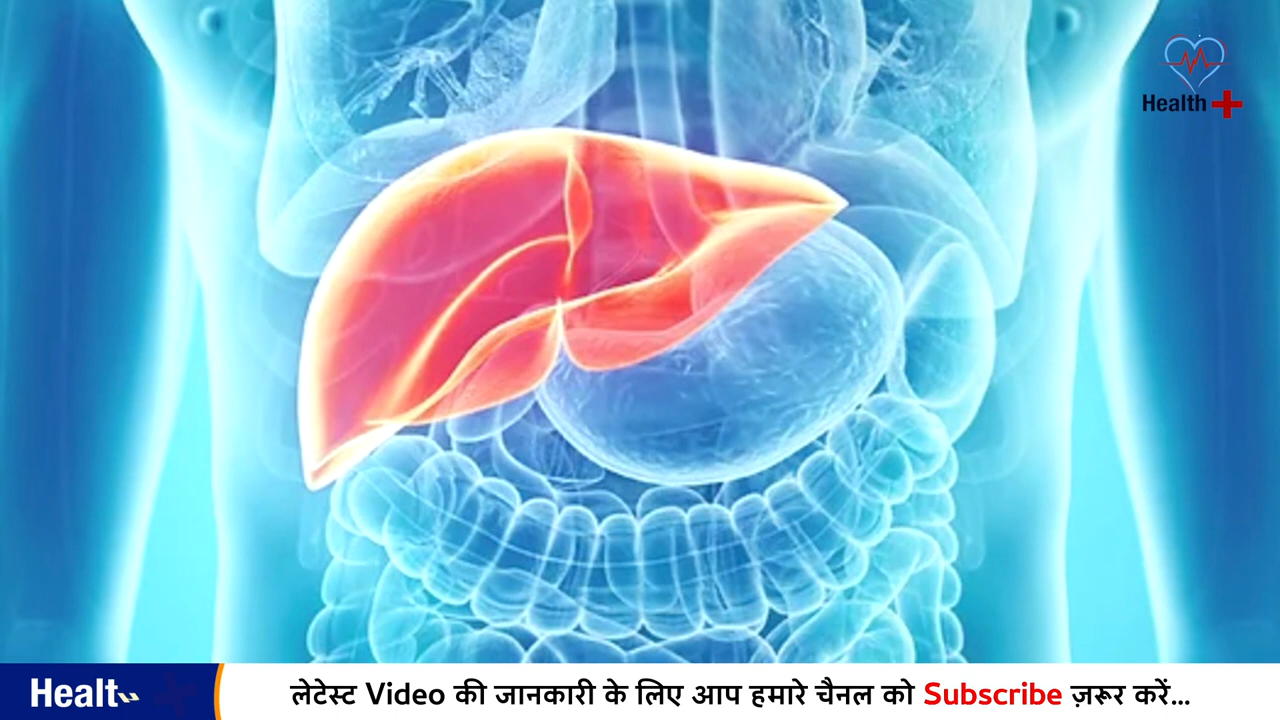 Health
Healt
लेटेस्ट Video की जानकारी के लिए आप हमारे चैनल को Subscribe ज़रूर करें...